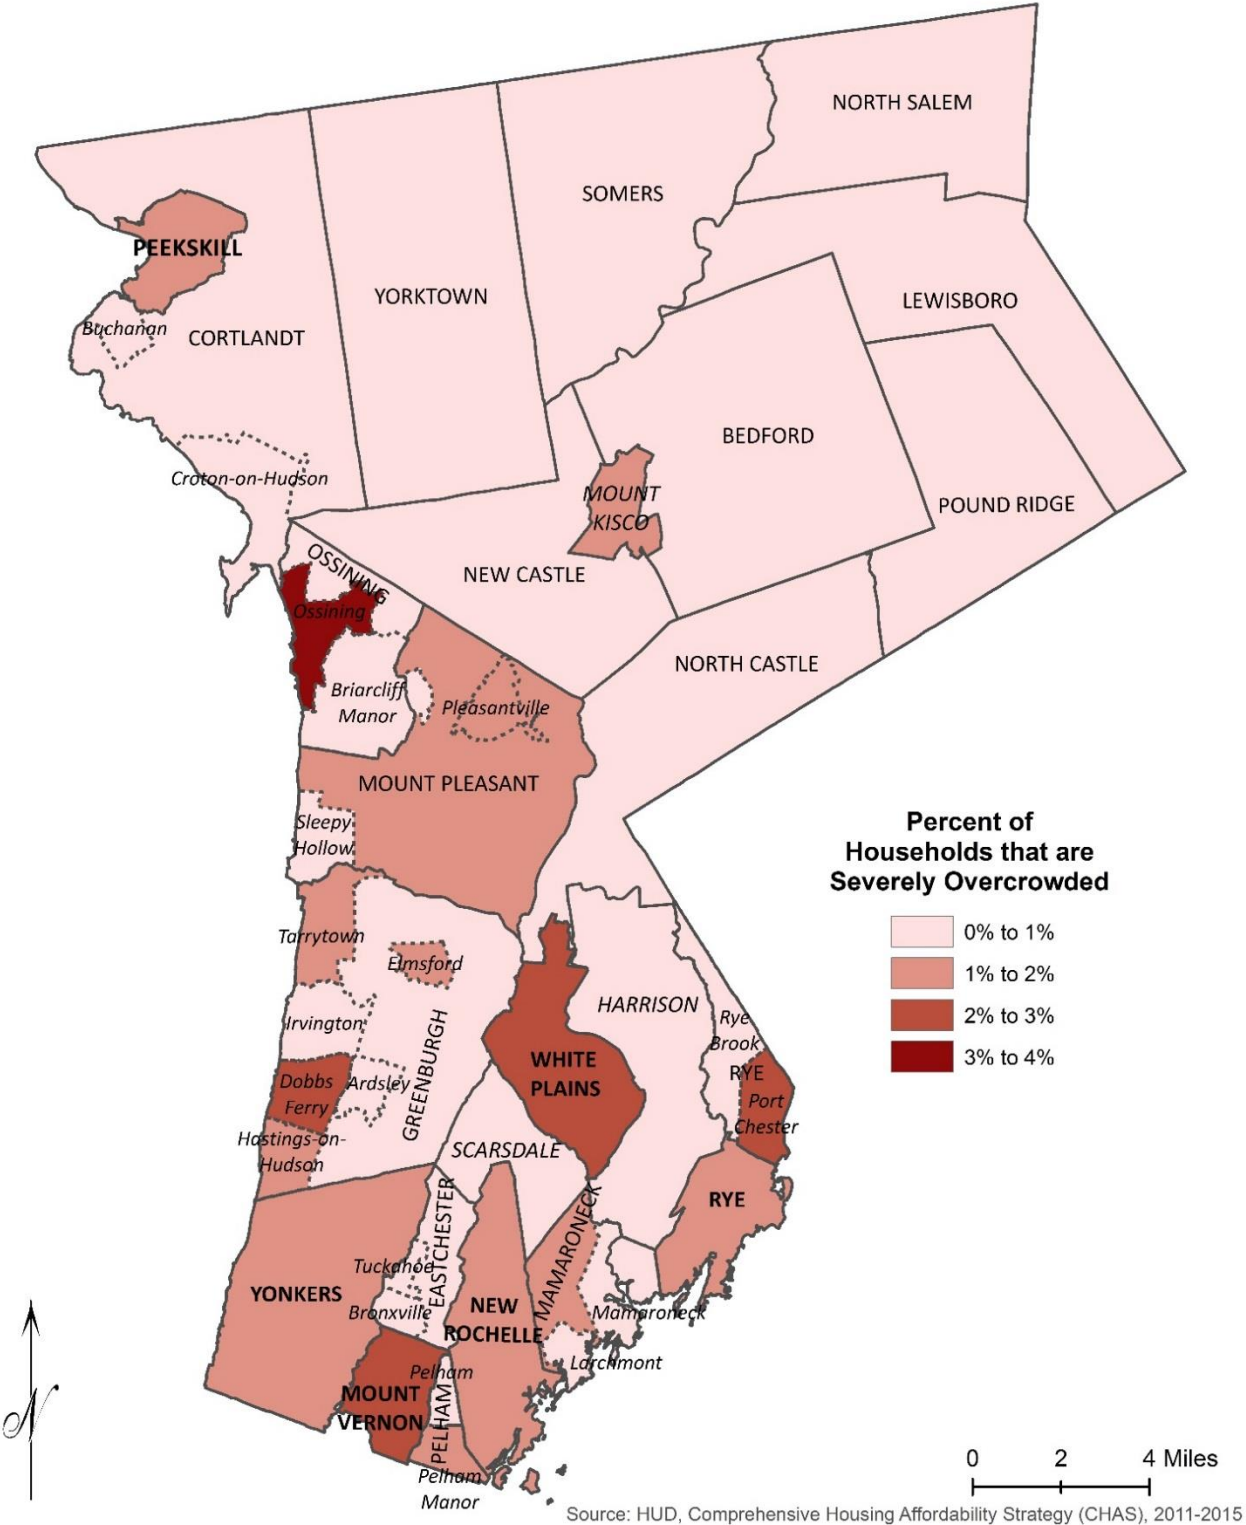 NORTH SALEM
SOMERS
PEEKSKILL
YORKTOWN
LEWISBORO
Buchanan
CORTLANDT
BEDFORD
Croton-on-Hudson
MOUNT
KISCO
POUND RIDGE
OSSINING
NEW CASTLE
Ossining
NORTH CASTLE
Briarcliff
Manor
Pleasantville
MOUNT PLEASANT
Sleepy
Hollow
Percent of
Households that are
Severely Overcrowded
0% to 1%
1% to 2%
2% to 3%
3% to 4%
Tarrytown
Elmsford
HARRISON
Irvington
Rye
Brook
GREENBURGH
WHITE
PLAINS
RYE
Dobbs
Ferry
Ardsley
Port
Chester
Hastings-on-
Hudson
SCARSDALE
RYE
EASTCHESTER
MAMARONECK
Tuckahoe
YONKERS
Bronxville
NEW
ROCHELLE
Mamaroneck
Larchmont
Pelham
MOUNT
VERNON
PELHAM
Pelham
Manor
N
0 2 4 Miles
Source: HUD, Comprehensive Housing Affordability Strategy (CHAS), 2011-2015